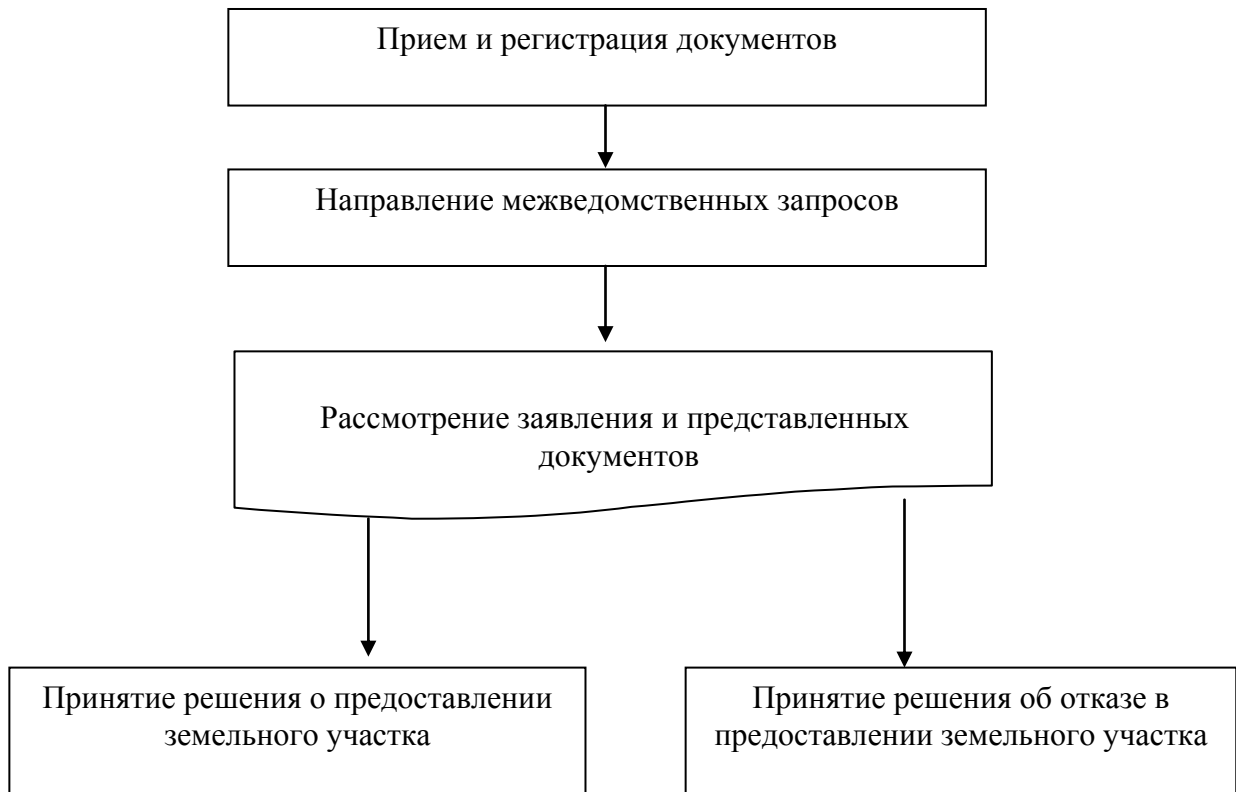 Прием и регистрация документов
Направление межведомственных запросов
Рассмотрение заявления и представленных
документов
Принятие решения о предоставлении
земельного участка
Принятие решения об отказе в
предоставлении земельного участка